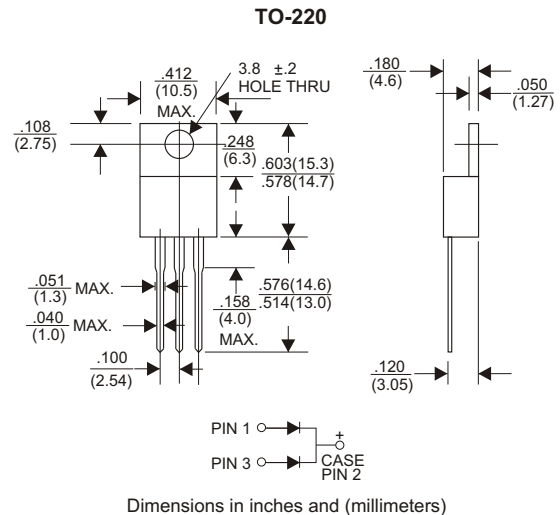 TO-220
.412
(10.5)
MAX.
3.8 ±.2
HOLE THRU
.180
(4.6)
.050
(1.27)
.108
(2.75)
.248
(6.3)
.603(15.3)
.578(14.7)
.051
(1.3)
MAX.
.040
(1.0)
MAX.
.158
(4.0)
MAX.
.576(14.6)
.514(13.0)
.100
(2.54)
.120
(3.05)
PIN 1
+
CASE
PIN 2
PIN 3
Dimensions in inches and (millimeters)